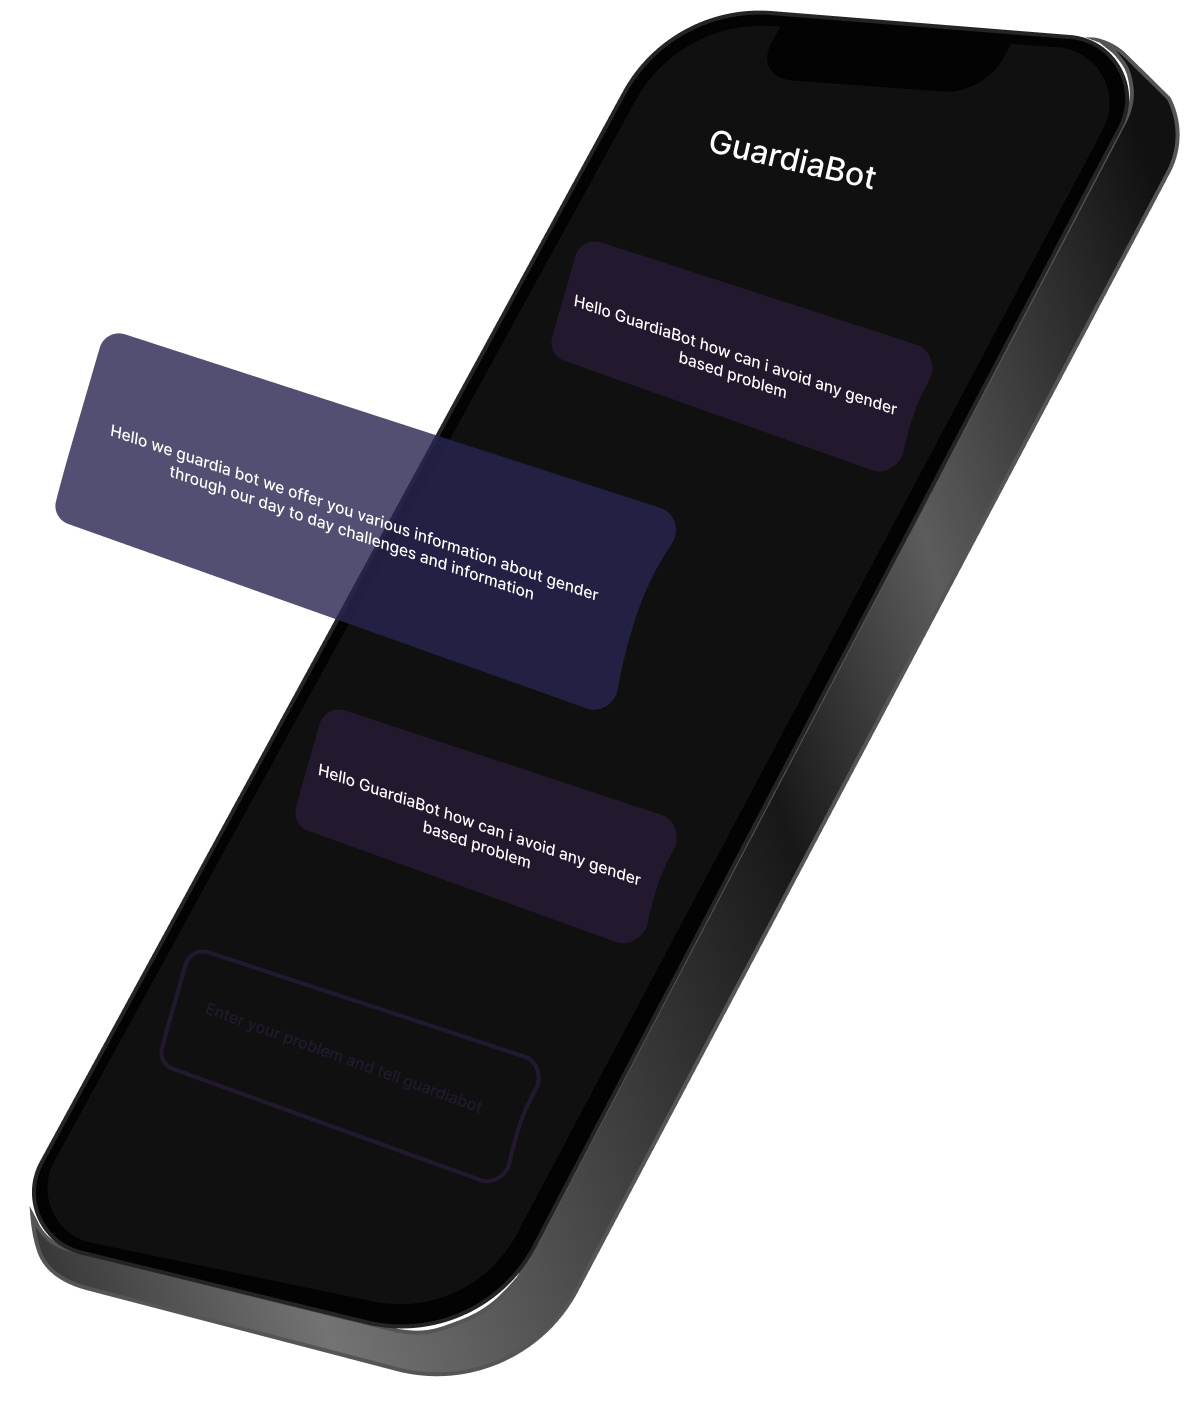 GuardiaBot
Hello GuardiaBot how can i avoid any gender
based problem
Hello we guardia bot we offer you various information about gender
through our day to day challenges and information
Hello GuardiaBot how can i avoid any gender
based problem
Enter your problem and tell guardiabot